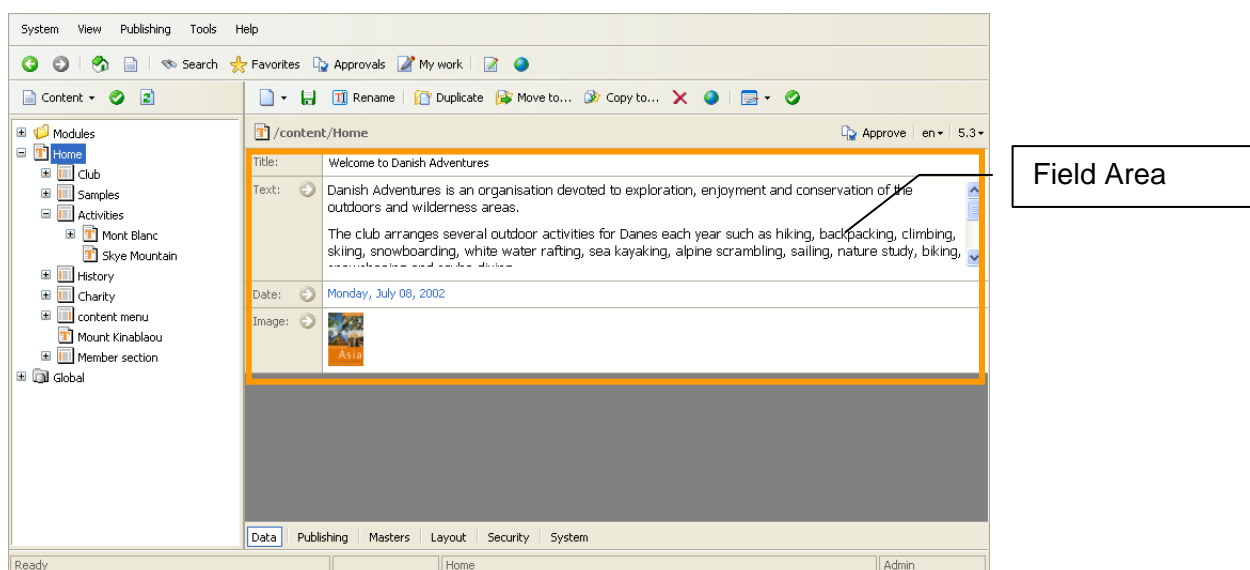 System View Publishing Tools Help
Search Favorites Approvals My work
Content Rename Duplicate Move to... Copy to...
Modules
Home
Club
Samples
Activities
Mont Blanc
Skye Mountain
History
Charity
content menu
Mount Kinablaou
Member section
Global
/content/Home Approve en 5.3
Title: Welcome to Danish Adventures
Text: Danish Adventures is an organisation devoted to exploration, enjoyment and conservation of the
outdoors and wilderness areas.
The club arranges several outdoor activities for Danes each year such as hiking, backpacking, climbing,
skiing, snowboarding, white water rafting, sea kayaking, alpine scrambling, sailing, nature study, biking,
Date: Monday, July 08, 2002
Image: Asia
Data Publishing Masters Layout Security System
Ready Home Admin
Field Area